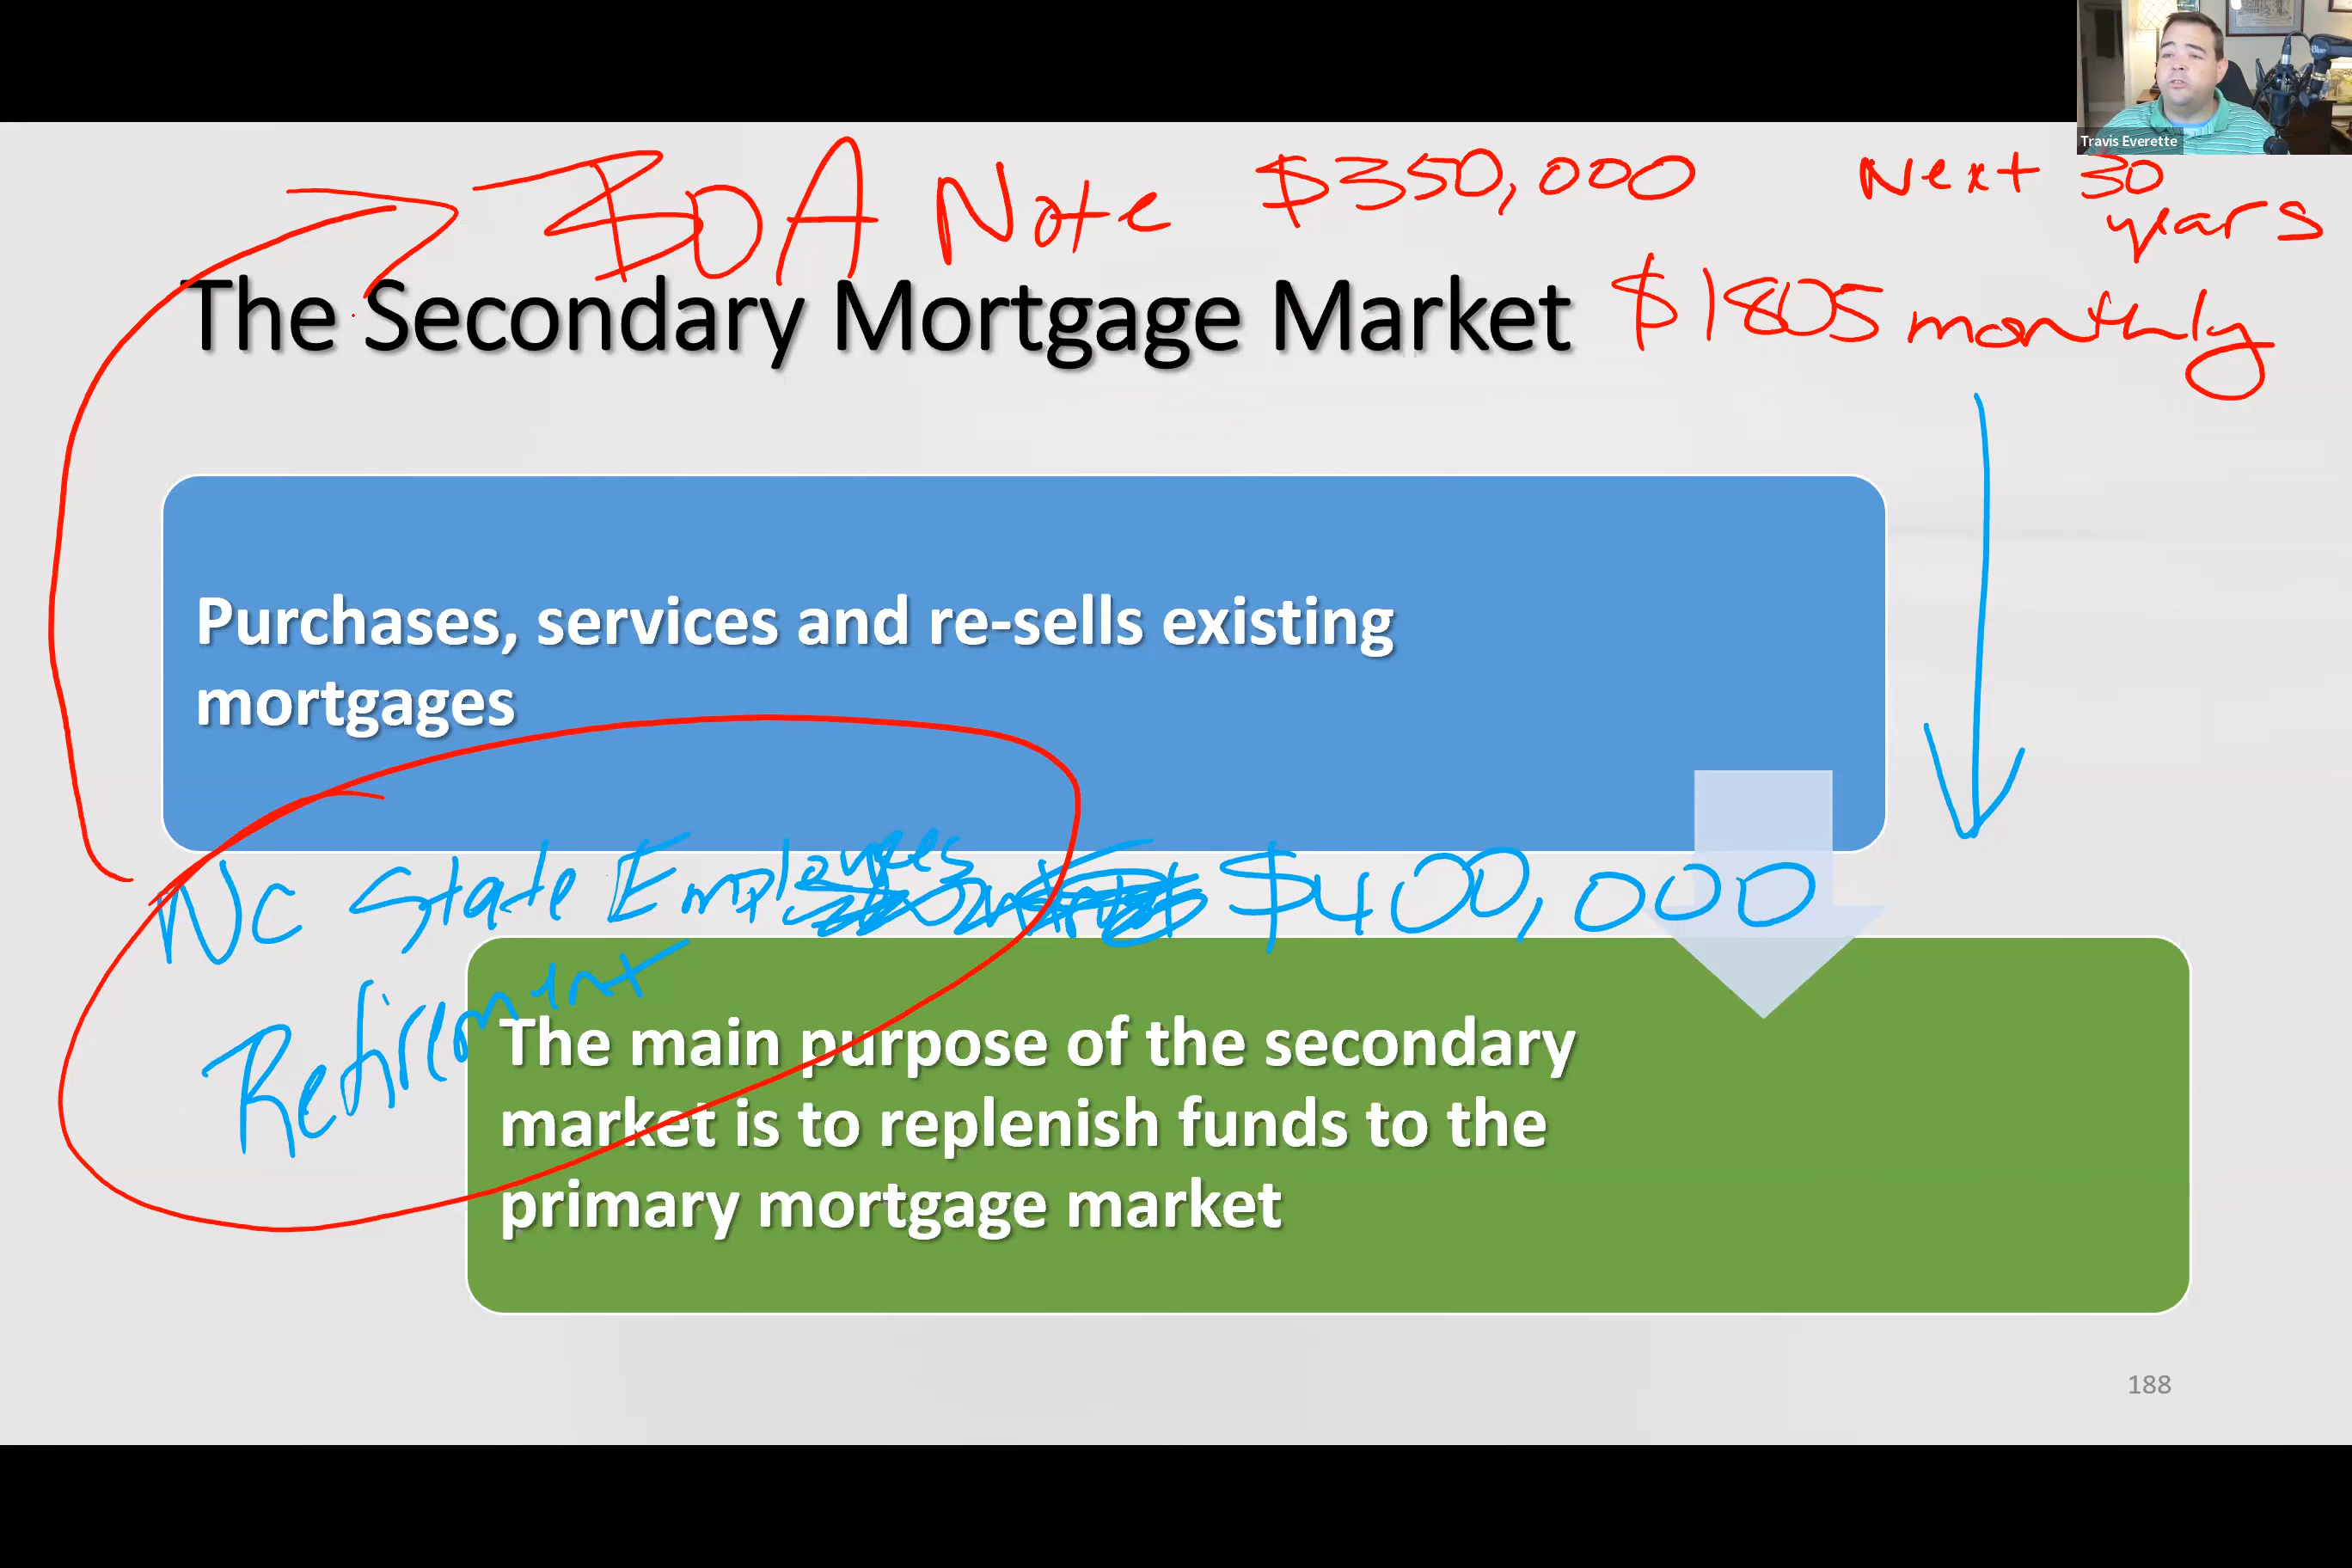 Travis Everette
BOA Note $350,000 Next 30
years
The Secondary Mortgage Market $1805 monthly
Purchases, services and re-sells existing
mortgages
NC State Employees $400,000
Retirement
The main purpose of the secondary
market is to replenish funds to the
primary mortgage market
188